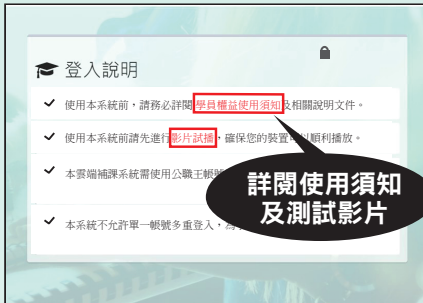 登入說明
使用本系統前，請務必詳閱 學員權益使用須知 及相關說明文件。
使用本系統前請先進行影片試播，確保您的裝置可以順利播放。
本雲端補課系統需使用公職王帳號
詳閱使用須知
及測試影片
本系統不允許單一帳號多重登入，為